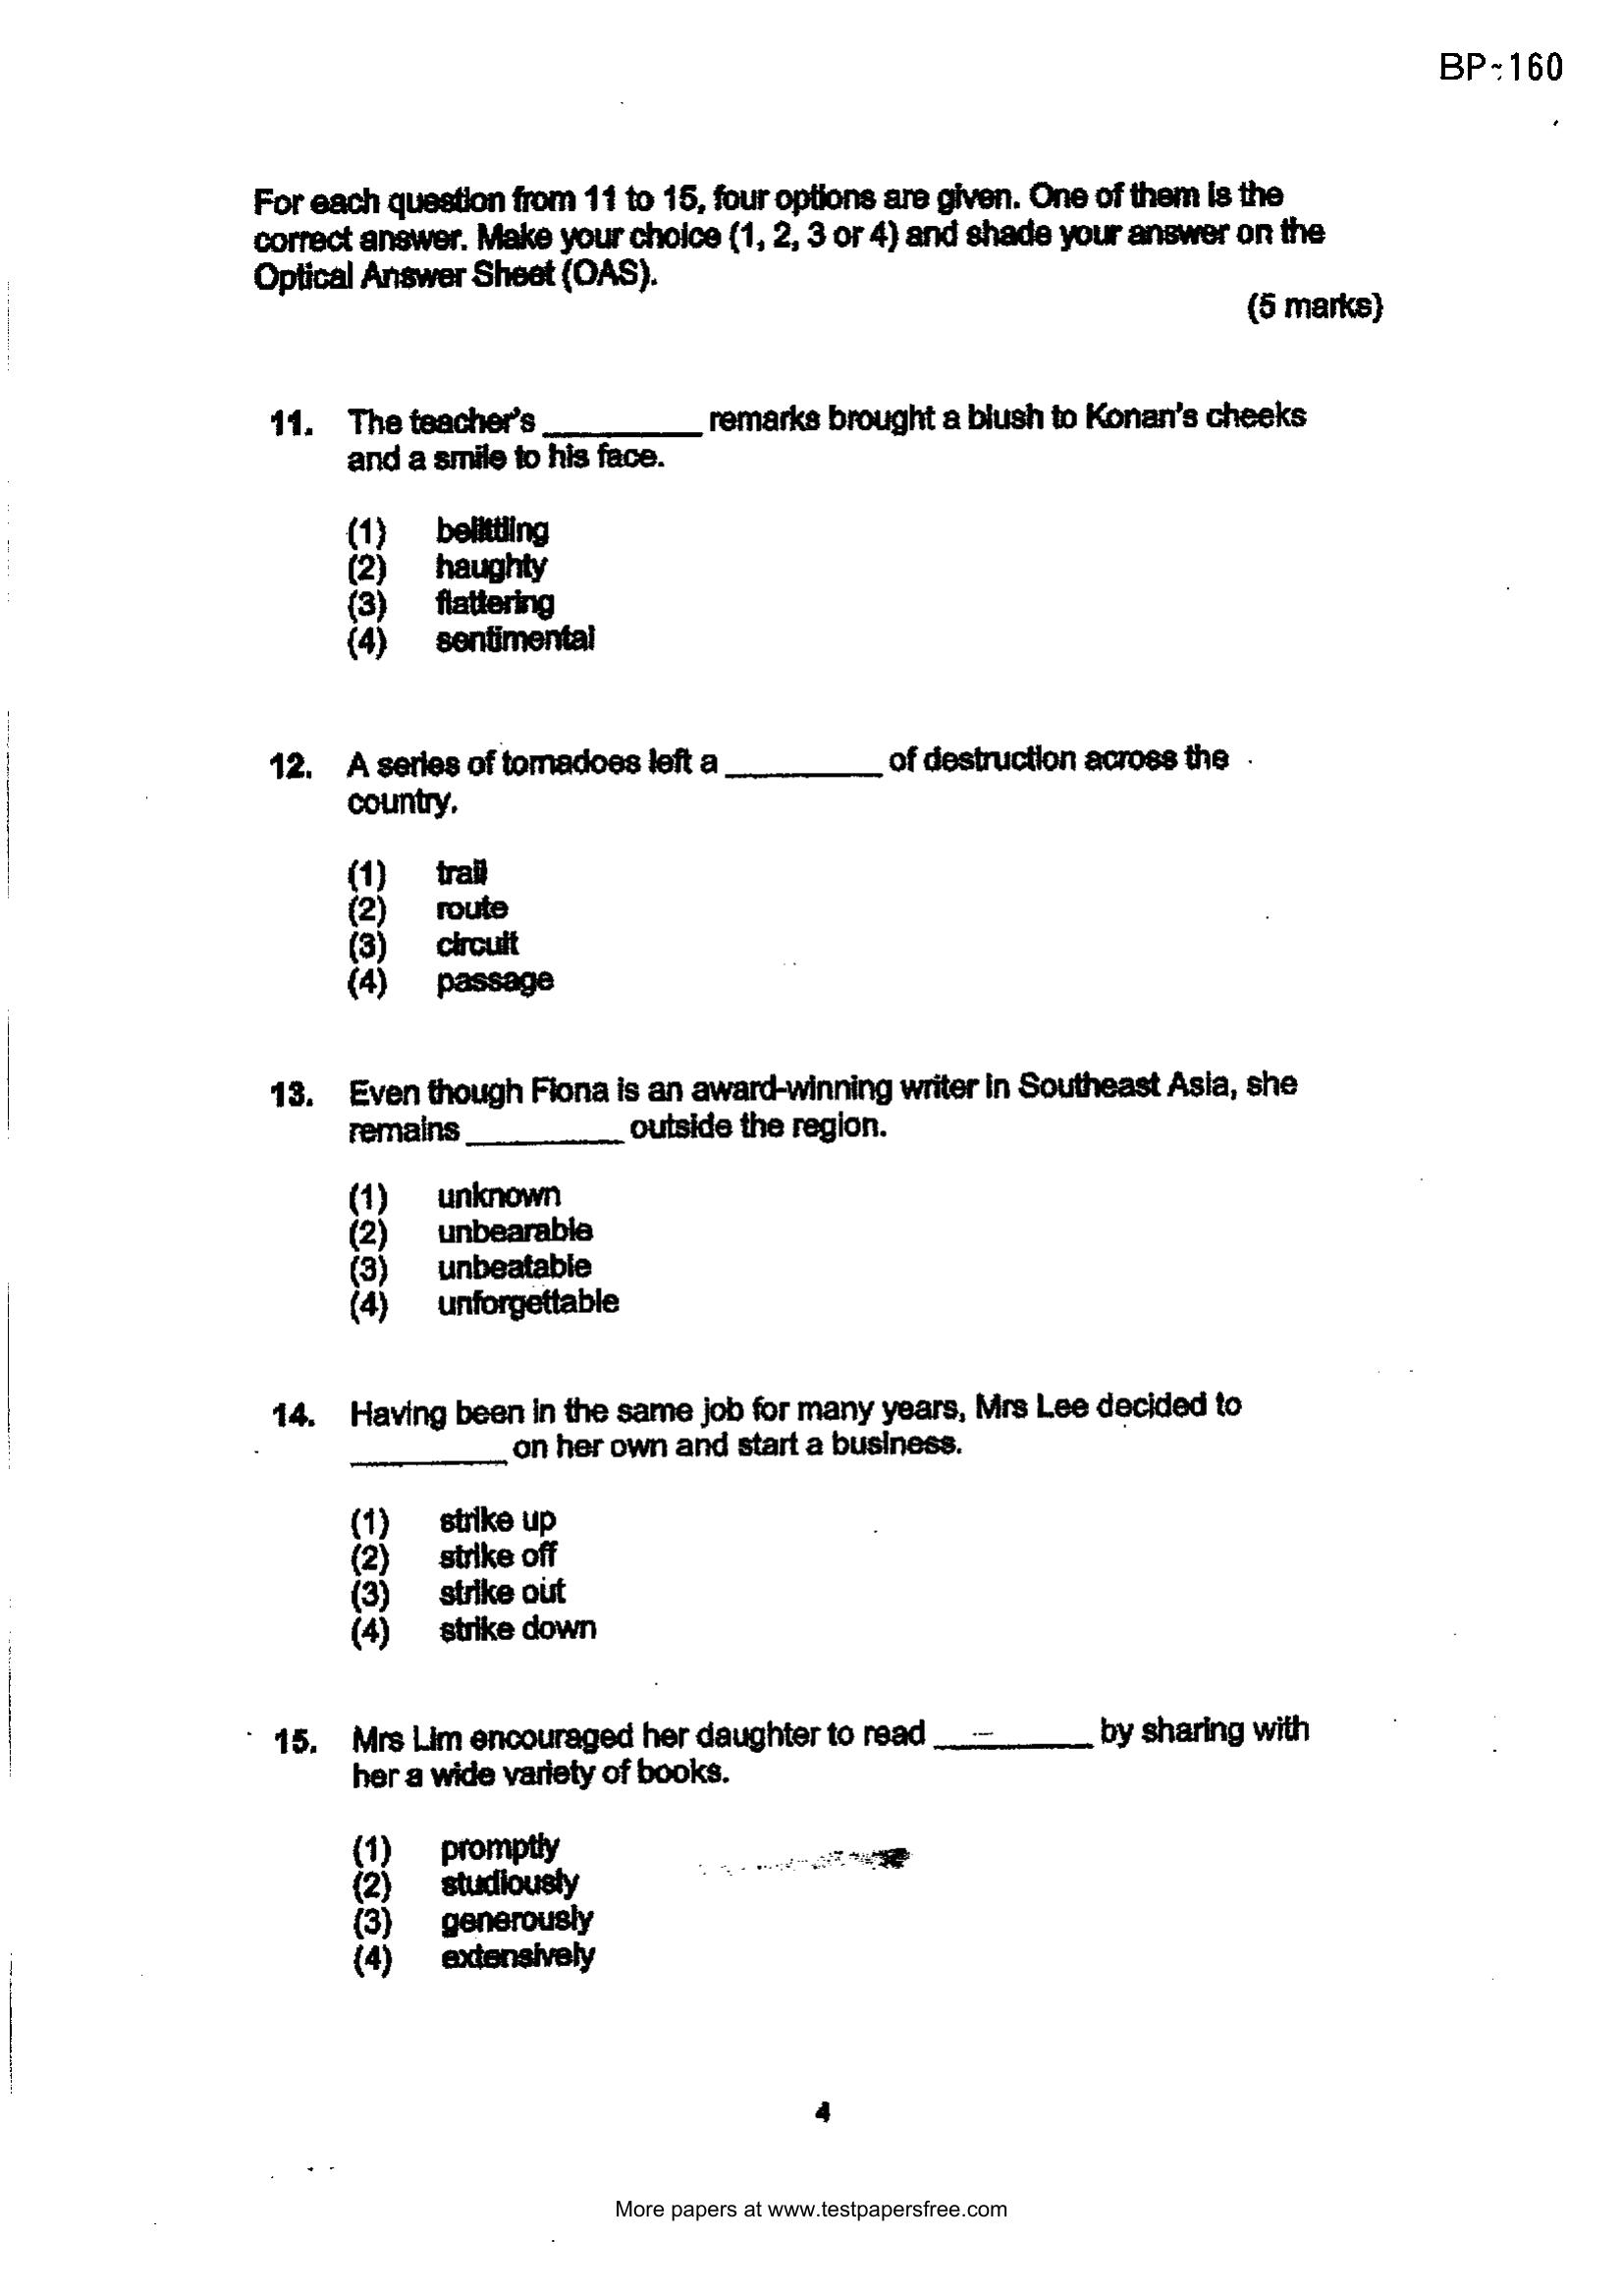 BP-160
For each question from 11 to 15, four options are given. One of them is the
correct answer. Make your choice (1, 2, 3 or 4) and shade your answer on the
Optical Answer Sheet (OAS).
(5 marks)
11. The teacher's _________ remarks brought a blush to Konan's cheeks
and a smile to his face.
(1) belittling
(2) haughty
(3) flattering
(4) sentimental
12. A series of tornadoes left a _________ of destruction across the
country.
(1) trail
(2) route
(3) circuit
(4) passage
13. Even though Fiona is an award-winning writer in Southeast Asia, she
remains _________ outside the region.
(1) unknown
(2) unbearable
(3) unbeatable
(4) unforgettable
14. Having been in the same job for many years, Mrs Lee decided to
_________ on her own and start a business.
(1) strike up
(2) strike off
(3) strike out
(4) strike down
15. Mrs Lim encouraged her daughter to read _________ by sharing with
her a wide variety of books.
(1) promptly
(2) studiously
(3) generously
(4) extensively
4
More papers at www.testpapersfree.com